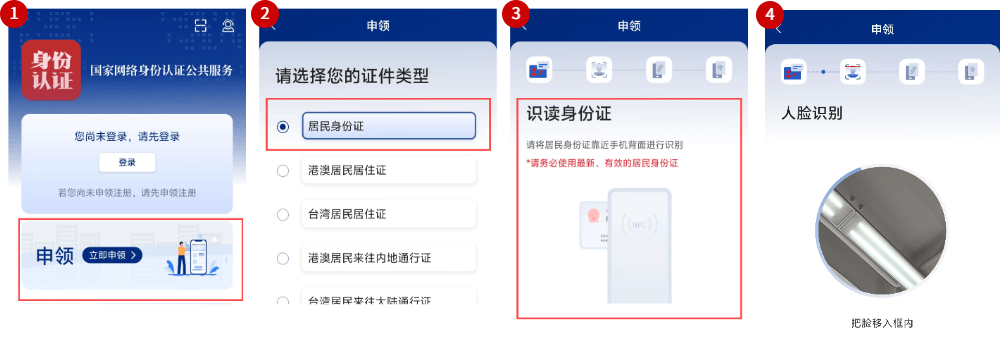 1
身份
认证
国家网络身份认证公共服务
您尚未登录，请先登录
登录
若您尚未申领注册，请先申领注册
申领
立即申领
2
申领
请选择您的证件类型
居民身份证
港澳居民居住证
台湾居民居住证
港澳居民来往内地通行证
台湾居民来往大陆通行证
3
申领
识读身份证
请将居民身份证靠近手机背面进行识别
*请务必使用最新、有效的居民身份证
NFC
4
申领
人脸识别
把脸移入框内